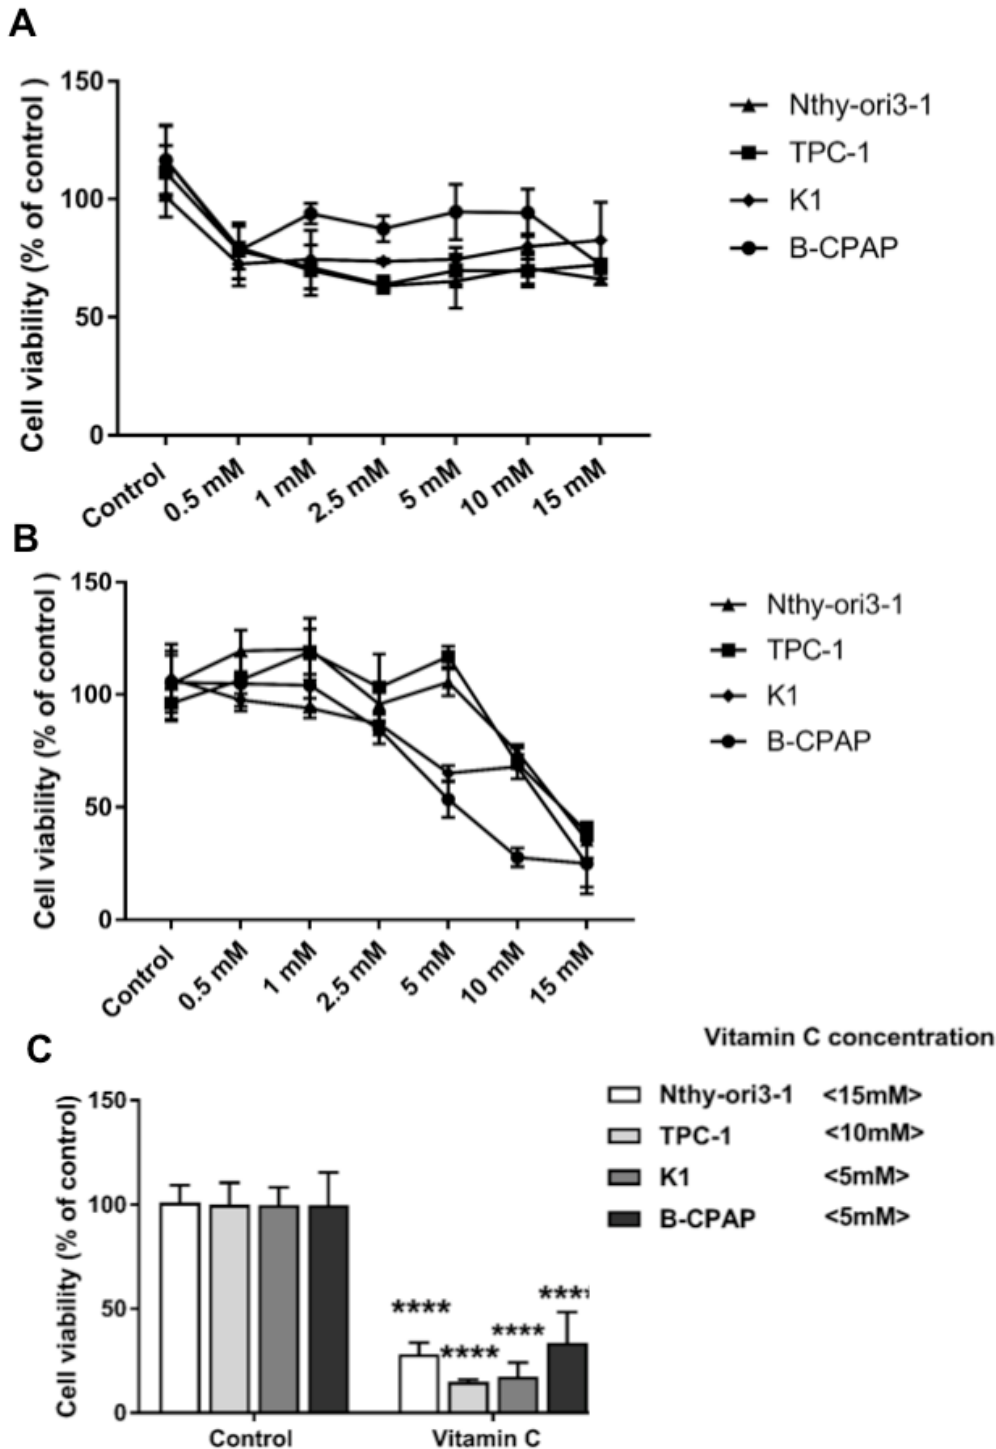 A
Cell viability (% of control )
150
100
50
0
Control
0.5 mM
1 mM
2.5 mM
5 mM
10 mM
15 mM
Nthy-ori3-1
TPC-1
K1
B-CPAP
B
Cell viability (% of control )
150
100
50
0
Control
0.5 mM
1 mM
2.5 mM
5 mM
10 mM
15 mM
Nthy-ori3-1
TPC-1
K1
B-CPAP
C
Cell viability (% of control)
150
100
50
0
****
****
****
****
Control
Vitamin C
Vitamin C concentration
Nthy-ori3-1 <15mM>
TPC-1 <10mM>
K1 <5mM>
B-CPAP <5mM>